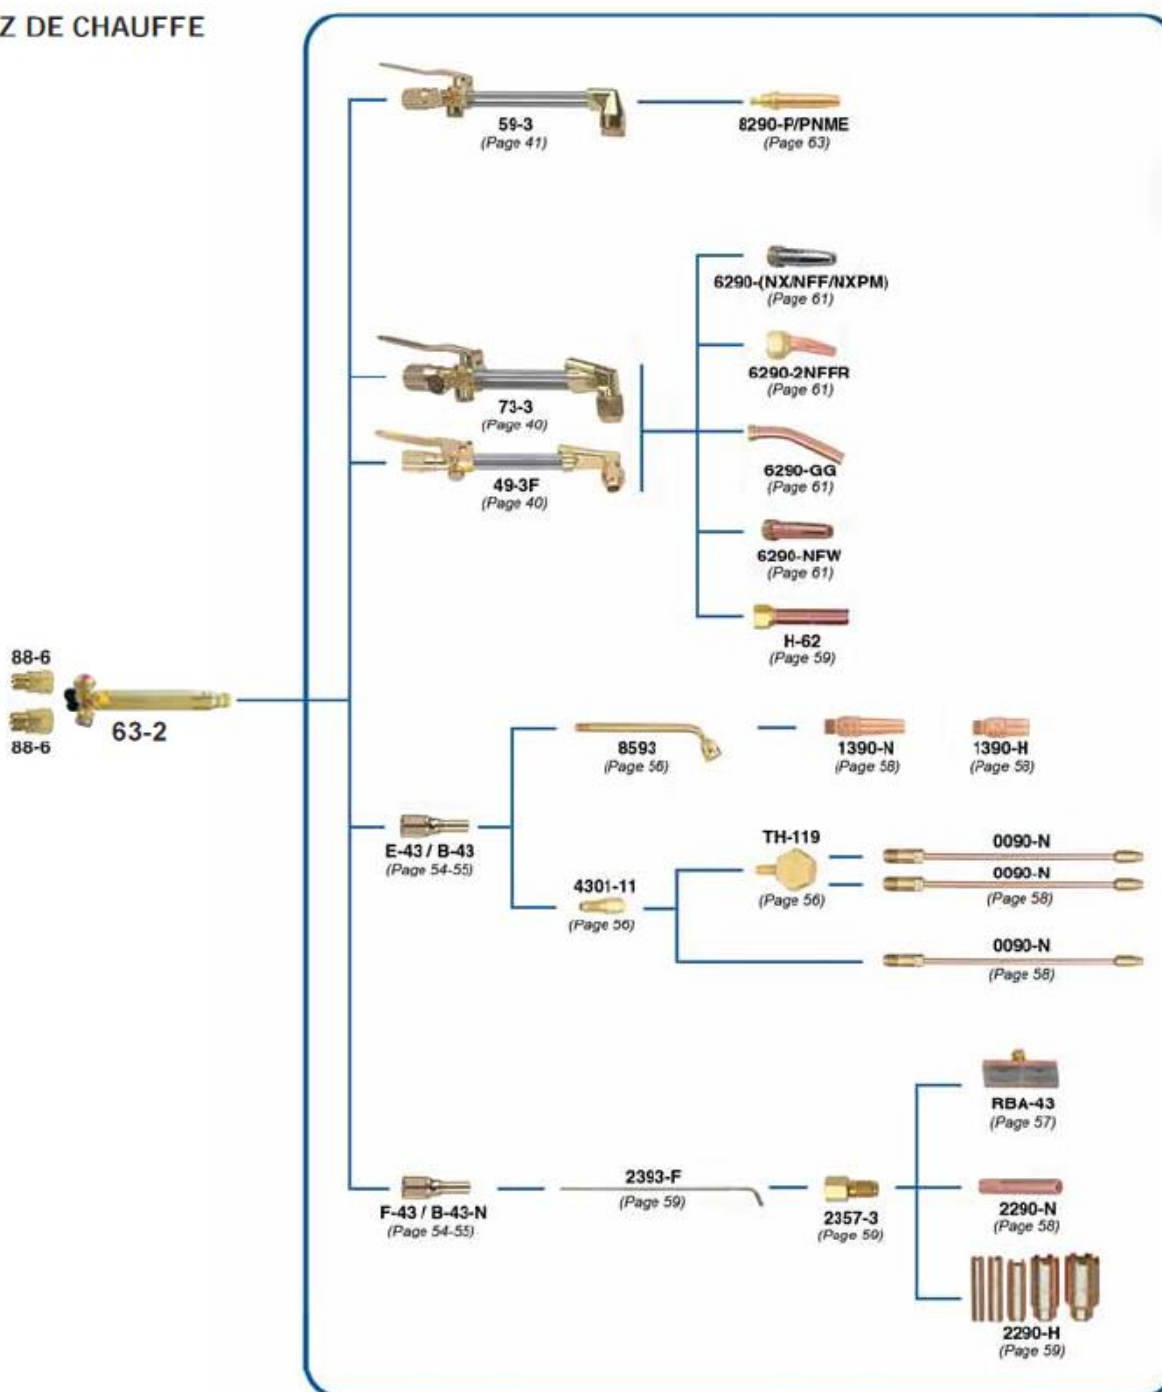 Z DE CHAUFFE
59-3
(Page 41)
8290-P/PNME
(Page 63)
6290-(NX/NFF/NXPM)
(Page 61)
6290-2NFFR
(Page 61)
73-3
(Page 40)
49-3F
(Page 40)
6290-GG
(Page 61)
6290-NFW
(Page 61)
H-62
(Page 59)
88-6
63-2
88-6
8593
(Page 56)
1390-N
(Page 58)
1390-H
(Page 58)
E-43 / B-43
(Page 54-55)
TH-119
(Page 56)
0090-N
0090-N
(Page 58)
4301-11
(Page 56)
0090-N
(Page 58)
RBA-43
(Page 57)
F-43 / B-43-N
(Page 54-55)
2393-F
(Page 59)
2357-3
(Page 59)
2290-N
(Page 58)
2290-H
(Page 59)